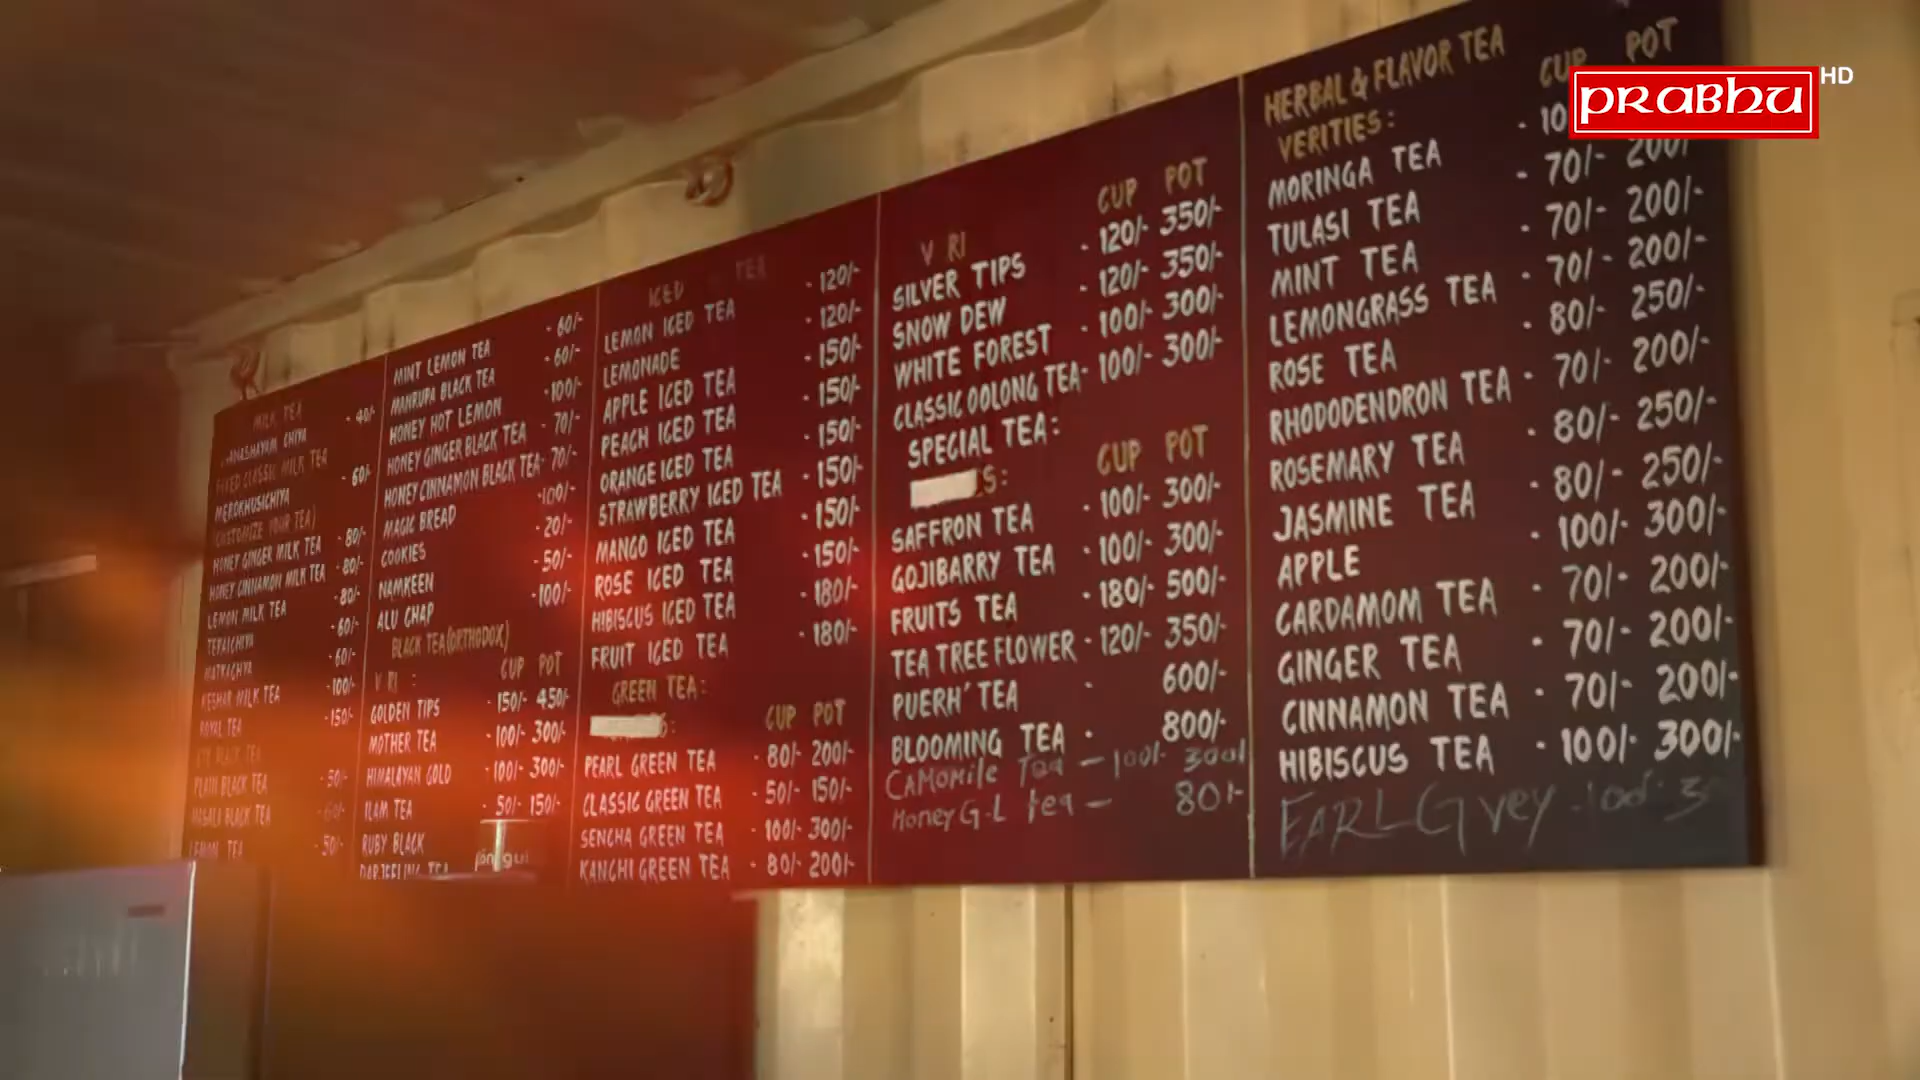 MILK TEA
CHIYA - 40/-
FIXED CLASSIC MILK TEA
MEROKHUSICHIYA - 60/-
(CUSTOMIZE YOUR TEA)
HONEY GINGER MILK TEA - 80/-
HONEY CINNAMON MILK TEA - 80/-
LEMON MILK TEA - 80/-
TERAICHIYA - 60/-
MATKACHIYA - 60/-
KESHAR MILK TEA - 100/-
ROYAL TEA - 150/-
BLACK TEA
PLAIN BLACK TEA - 50/-
MASALA BLACK TEA - 60/-
LEMON TEA - 50/-
MINT LEMON TEA - 60/-
MANRUPA BLACK TEA - 60/-
HONEY HOT LEMON - 100/-
HONEY GINGER BLACK TEA - 70/-
HONEY CINNAMON BLACK TEA - 70/-
MAGIC BREAD - 100/-
COOKIES - 20/-
NAMKEEN - 50/-
ALU CHAP - 100/-
BLACK TEA (ORTHODOX)
V RI : CUP POT
GOLDEN TIPS - 150/- 450/-
MOTHER TEA - 100/- 300/-
HIMALAYAN GOLD - 100/- 300/-
ILAM TEA - 50/- 150/-
RUBY BLACK
DARJEELING TEA
ICED TEA
LEMON ICED TEA - 120/-
LEMONADE - 120/-
APPLE ICED TEA - 150/-
PEACH ICED TEA - 150/-
ORANGE ICED TEA - 150/-
STRAWBERRY ICED TEA - 150/-
MANGO ICED TEA - 150/-
ROSE ICED TEA - 150/-
HIBISCUS ICED TEA - 180/-
FRUIT ICED TEA - 180/-
GREEN TEA:
S: CUP POT
PEARL GREEN TEA - 80/- 200/-
CLASSIC GREEN TEA - 50/- 150/-
SENCHA GREEN TEA - 100/- 300/-
KANCHI GREEN TEA - 80/- 200/-
V RI CUP POT
SILVER TIPS - 120/- 350/-
SNOW DEW - 120/- 350/-
WHITE FOREST - 100/- 300/-
CLASSIC OOLONG TEA - 100/- 300/-
SPECIAL TEA:
S: CUP POT
SAFFRON TEA - 100/- 300/-
GOJIBARRY TEA - 100/- 300/-
FRUITS TEA - 180/- 500/-
TEA TREE FLOWER - 120/- 350/-
PUERH' TEA - 600/-
BLOOMING TEA - 800/-
CAMOMILE Tea - 100/- 300/
Honey G-L tea - 80/-
HERBAL & FLAVOR TEA
VERITIES: CUP POT
MORINGA TEA - 10
TULASI TEA - 70/- 200/-
MINT TEA - 70/- 200/-
LEMONGRASS TEA - 70/- 200/-
ROSE TEA - 80/- 250/-
RHODODENDRON TEA - 70/- 200/-
ROSEMARY TEA - 80/- 250/-
JASMINE TEA - 80/- 250/-
APPLE - 100/- 300/-
CARDAMOM TEA - 70/- 200/-
GINGER TEA - 70/- 200/-
CINNAMON TEA - 70/- 200/-
HIBISCUS TEA - 100/- 300/-
EARL Grey - 100/- 30
PRABHU HD